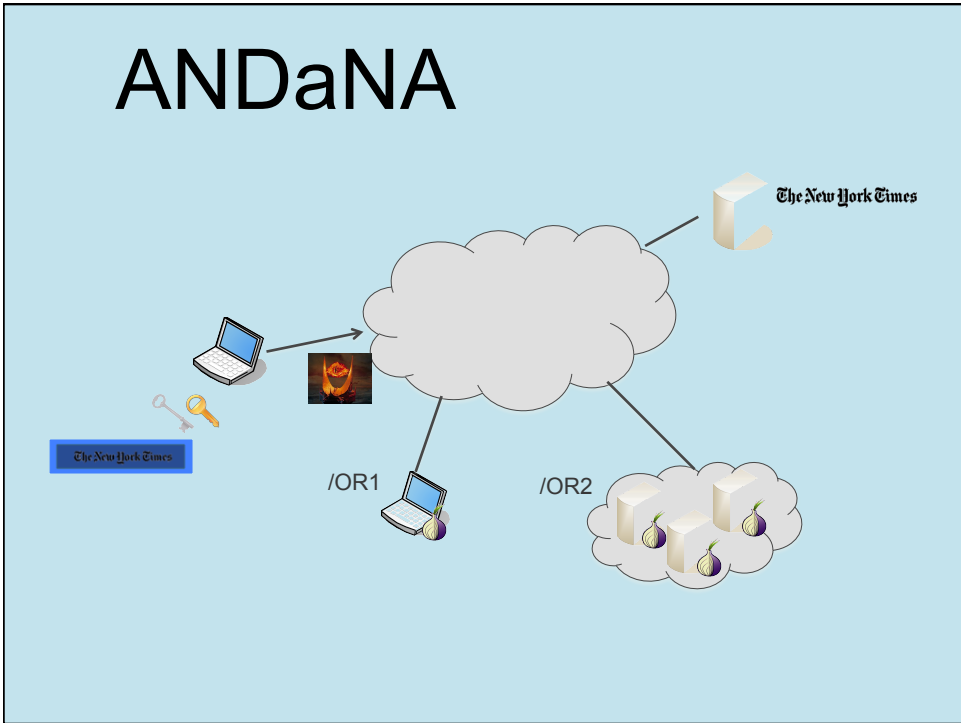 ANDaNA
The New York Times
The New York Times
/OR1
/OR2